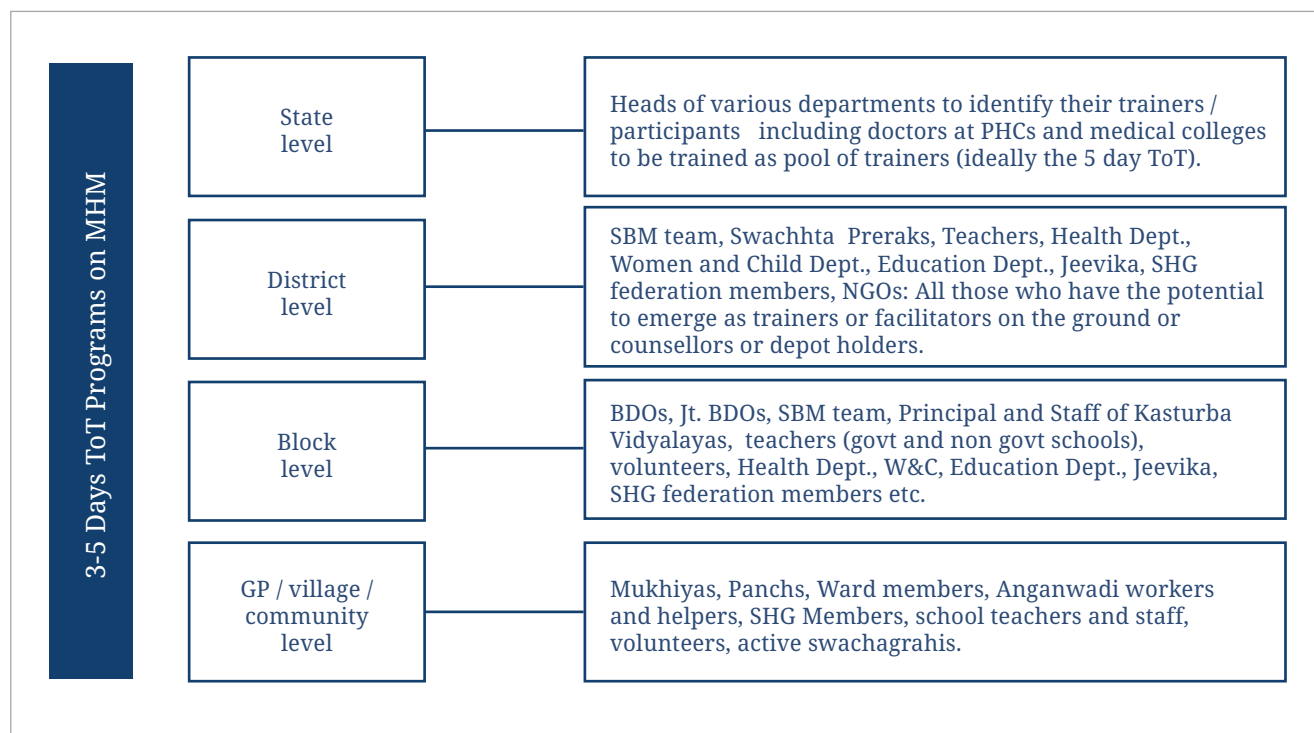 3-5 Days ToT Programs on MHM
State
level
Heads of various departments to identify their trainers /
participants including doctors at PHCs and medical colleges
to be trained as pool of trainers (ideally the 5 day ToT).
District
level
SBM team, Swachhta Preraks, Teachers, Health Dept.,
Women and Child Dept., Education Dept., Jeevika, SHG
federation members, NGOs: All those who have the potential
to emerge as trainers or facilitators on the ground or
counsellors or depot holders.
Block
level
BDOs, Jt. BDOs, SBM team, Principal and Staff of Kasturba
Vidyalayas, teachers (govt and non govt schools),
volunteers, Health Dept., W&C, Education Dept., Jeevika,
SHG federation members etc.
GP / village /
community
level
Mukhiyas, Panchs, Ward members, Anganwadi workers
and helpers, SHG Members, school teachers and staff,
volunteers, active swachagrahis.